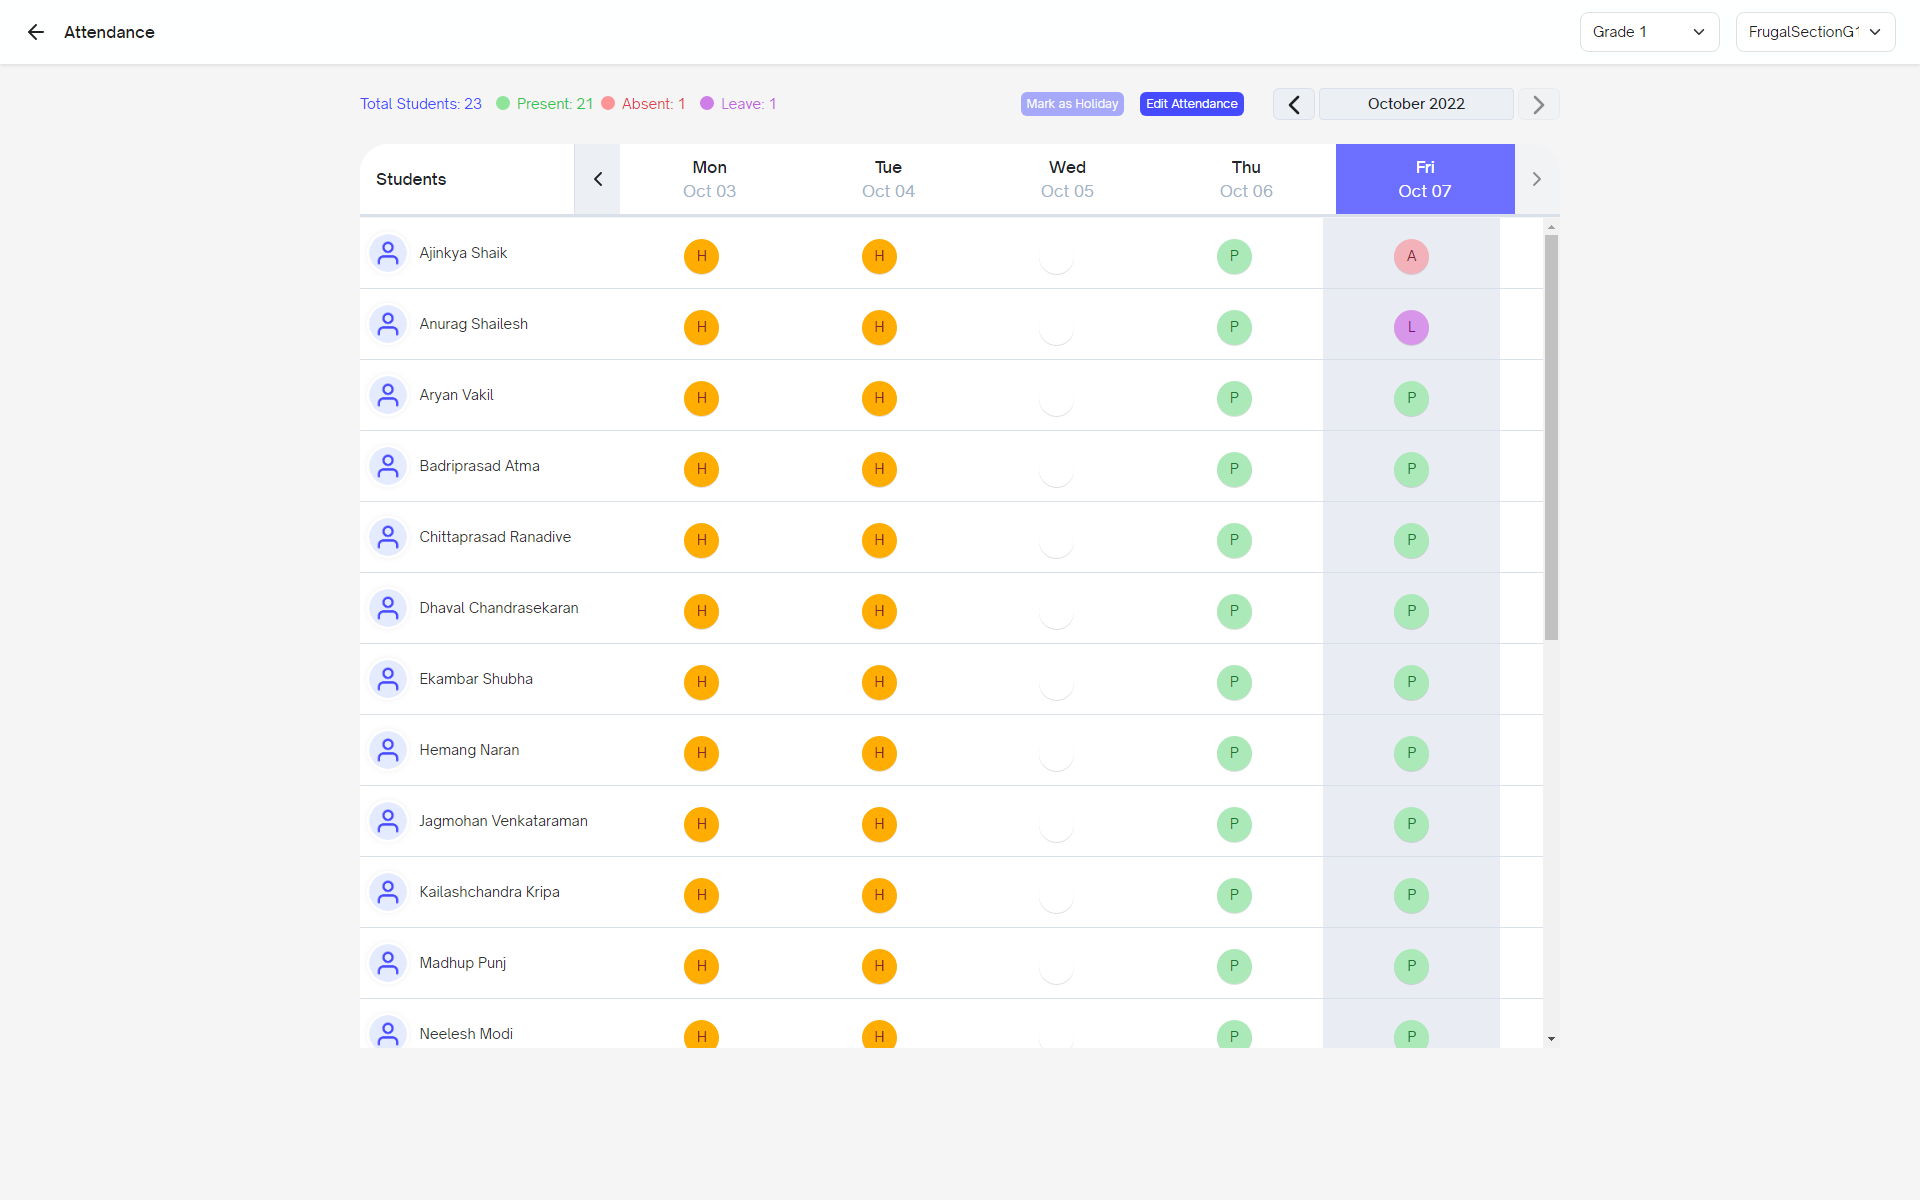 Attendance
Grade 1
FrugalSectionG1
Total Students: 23
Present: 21
Absent: 1
Leave: 1
Mark as Holiday
Edit Attendance
October 2022
Students
Mon
Oct 03
Tue
Oct 04
Wed
Oct 05
Thu
Oct 06
Fri
Oct 07
Ajinkya Shaik H H P A
Anurag Shailesh H H P L
Aryan Vakil H H P P
Badriprasad Atma H H P P
Chittaprasad Ranadive H H P P
Dhaval Chandrasekaran H H P P
Ekambar Shubha H H P P
Hemang Naran H H P P
Jagmohan Venkataraman H H P P
Kailashchandra Kripa H H P P
Madhup Punj H H P P
Neelesh Modi H H P P